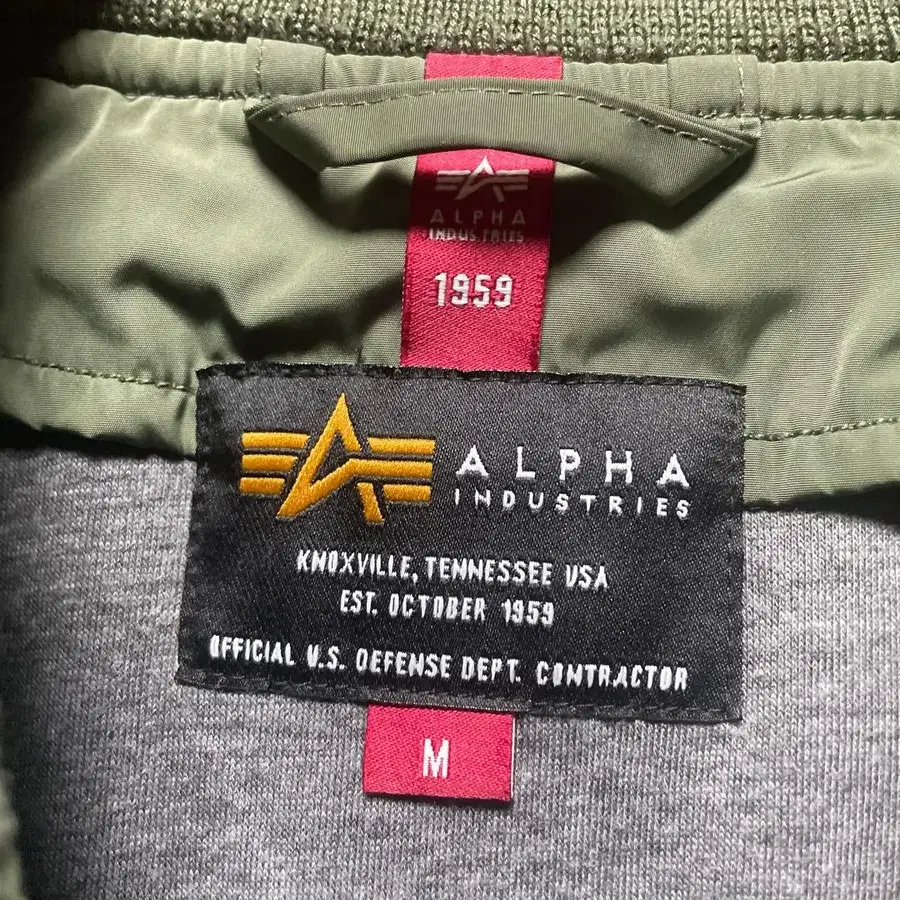 ALPHA
INDUSTRIES
1959
ALPHA
INDUSTRIES
KNOXVILLE, TENNESSEE USA
EST. OCTOBER 1959
OFFICIAL U.S. DEFENSE DEPT. CONTRACTOR
M